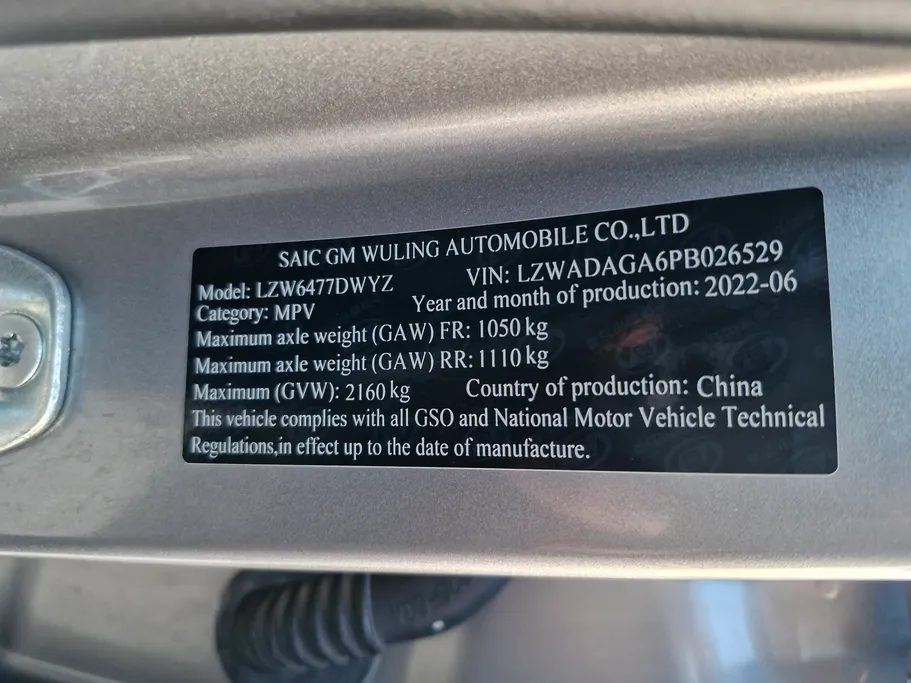 SAIC GM WULING AUTOMOBILE CO.,LTD
Model: LZW6477DWYZ VIN: LZWADAGA6PB026529
Category: MPV Year and month of production: 2022-06
Maximum axle weight (GAW) FR: 1050 kg
Maximum axle weight (GAW) RR: 1110 kg
Maximum (GVW): 2160 kg Country of production: China
This vehicle complies with all GSO and National Motor Vehicle Technical
Regulations,in effect up to the date of manufacture.